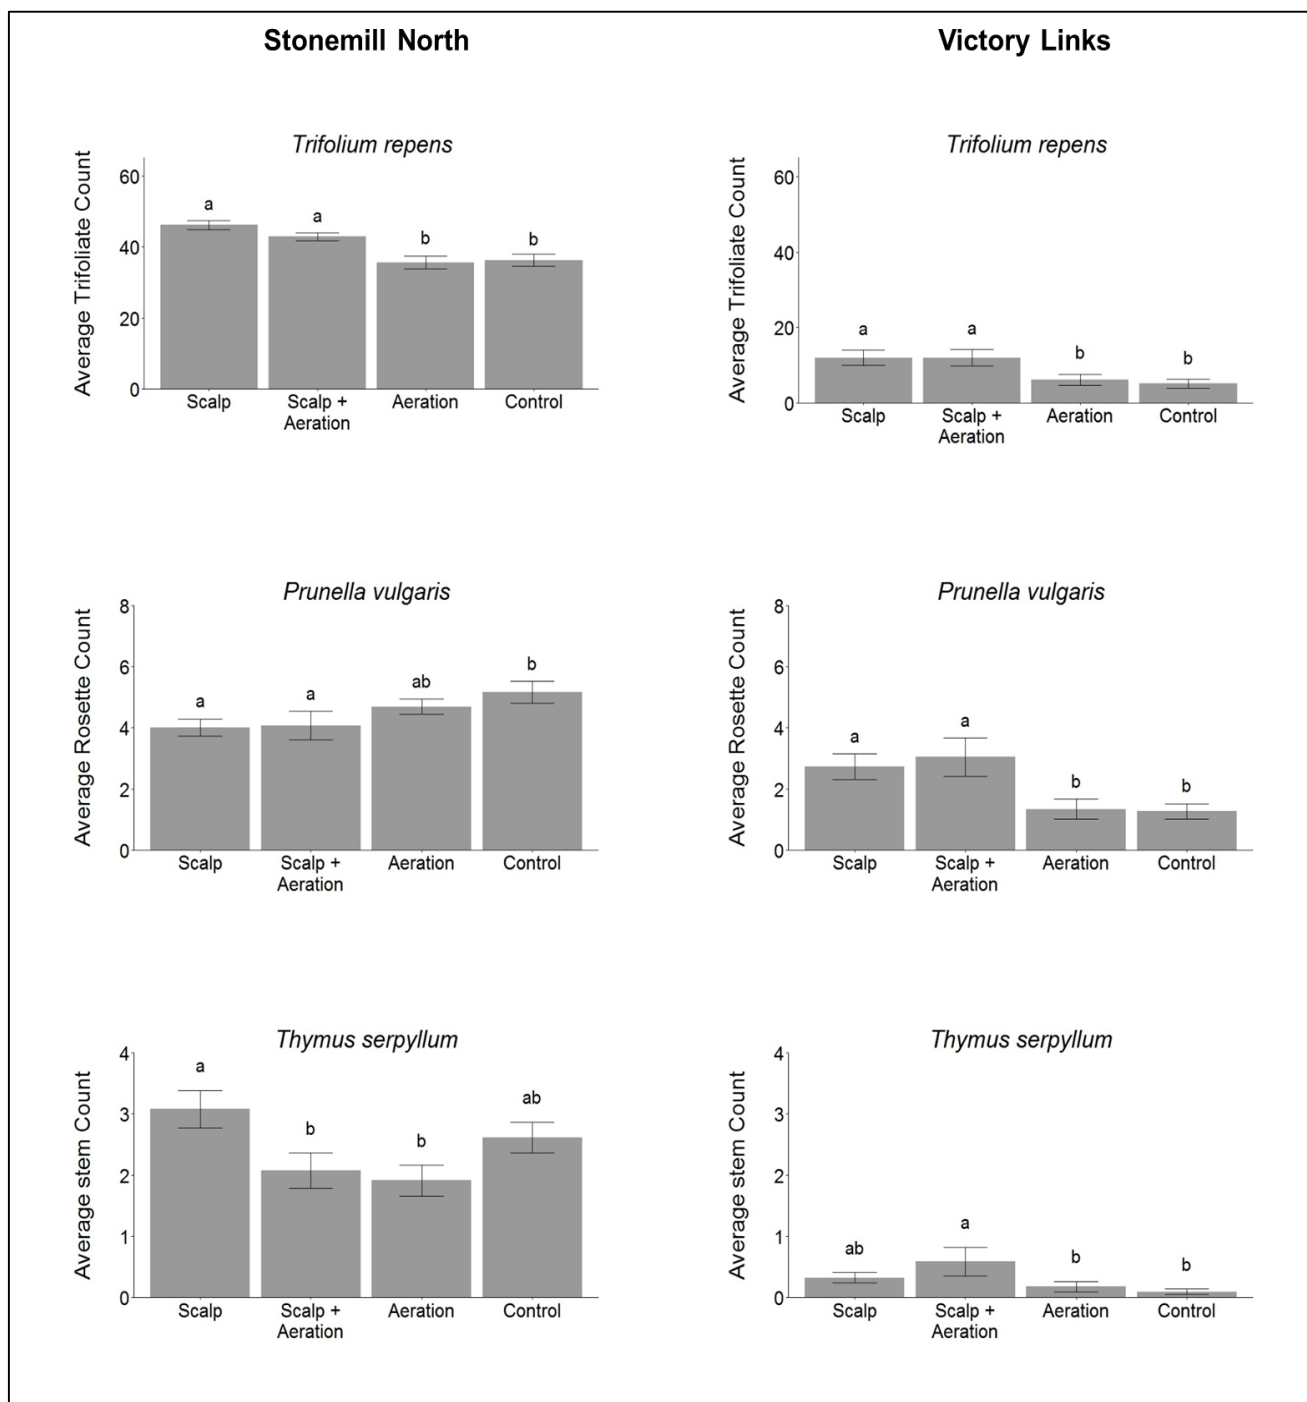 Stonemill North
Victory Links
Trifolium repens
Average Trifoliate Count
60
40
20
0
a
a
b
b
Scalp
Scalp +
Aeration
Aeration
Control
Trifolium repens
Average Trifoliate Count
60
40
20
0
a
a
b
b
Scalp
Scalp +
Aeration
Aeration
Control
Prunella vulgaris
Average Rosette Count
8
6
4
2
0
a
a
ab
b
Scalp
Scalp +
Aeration
Aeration
Control
Prunella vulgaris
Average Rosette Count
8
6
4
2
0
a
a
b
b
Scalp
Scalp +
Aeration
Aeration
Control
Thymus serpyllum
Average stem Count
4
3
2
1
0
a
b
b
ab
Scalp
Scalp +
Aeration
Aeration
Control
Thymus serpyllum
Average stem Count
4
3
2
1
0
ab
a
b
b
Scalp
Scalp +
Aeration
Aeration
Control